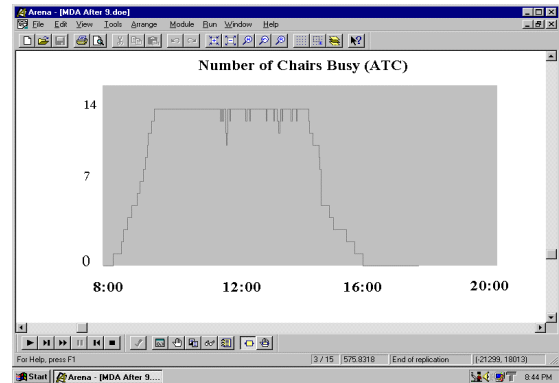 Arena - [MDA After 9.doe]
File Edit View Tools Arrange Module Run Window Help
Number of Chairs Busy (ATC)
14
7
0
8:00 12:00 16:00 20:00
For Help, press F1 3 / 15 575.8318 End of replication (-21299, 18013)
Start Arena - [MDA After 9.... 8:44 PM